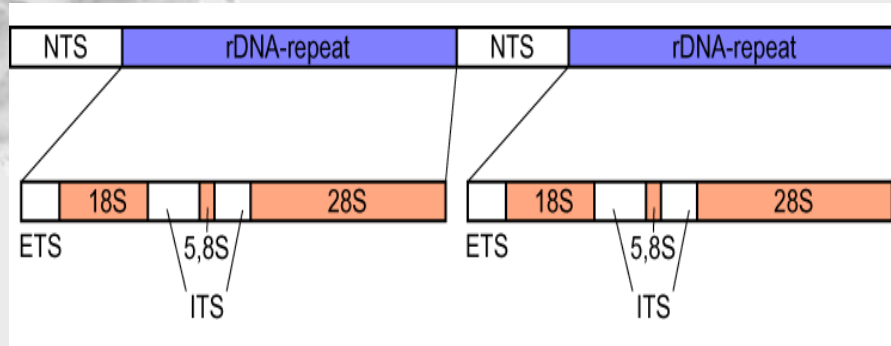 NTS rDNA-repeat NTS rDNA-repeat
18S 28S 18S 28S
ETS 5,8S ETS 5,8S
ITS ITS